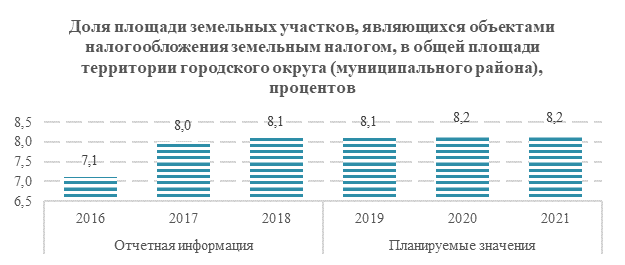 Доля площади земельных участков, являющихся объектами
налогообложения земельным налогом, в общей площади
территории городского округа (муниципального района),
процентов
8,5
8,0
7,5
7,0
6,5
7,1
8,0
8,1
8,1
8,2
8,2
2016 2017 2018 2019 2020 2021
Отчетная информация Планируемые значения